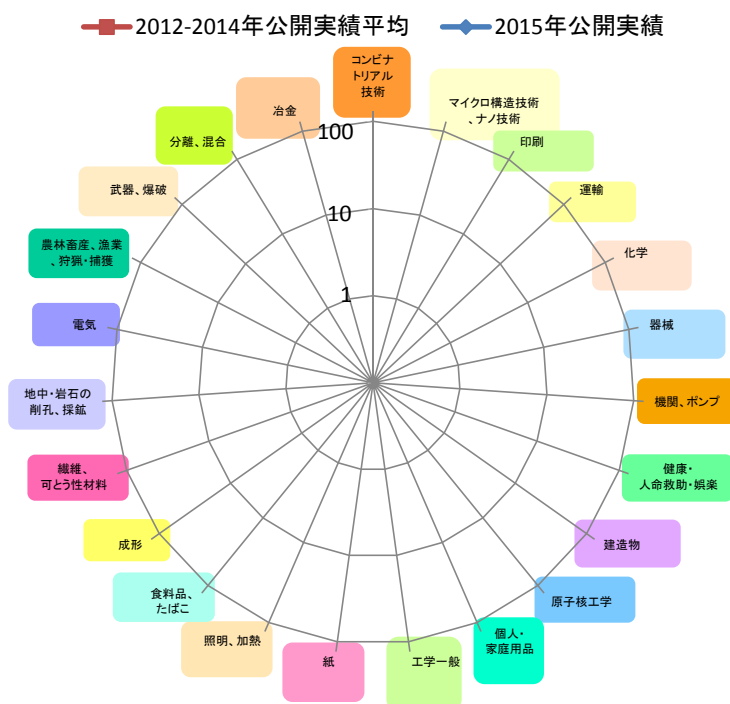 2012-2014年公開実績平均
2015年公開実績
コンビナ
トリアル
技術
マイクロ構造技術
、ナノ技術
印刷
運輸
化学
器械
機関、ポンプ
健康・
人命救助・娯楽
建造物
原子核工学
個人・
家庭用品
工学一般
紙
照明、加熱
食料品、
たばこ
成形
繊維、
可とう性材料
地中・岩石の
削孔、採鉱
電気
農林畜産、漁業
、狩猟・捕獲
武器、爆破
分離、混合
冶金
100
10
1